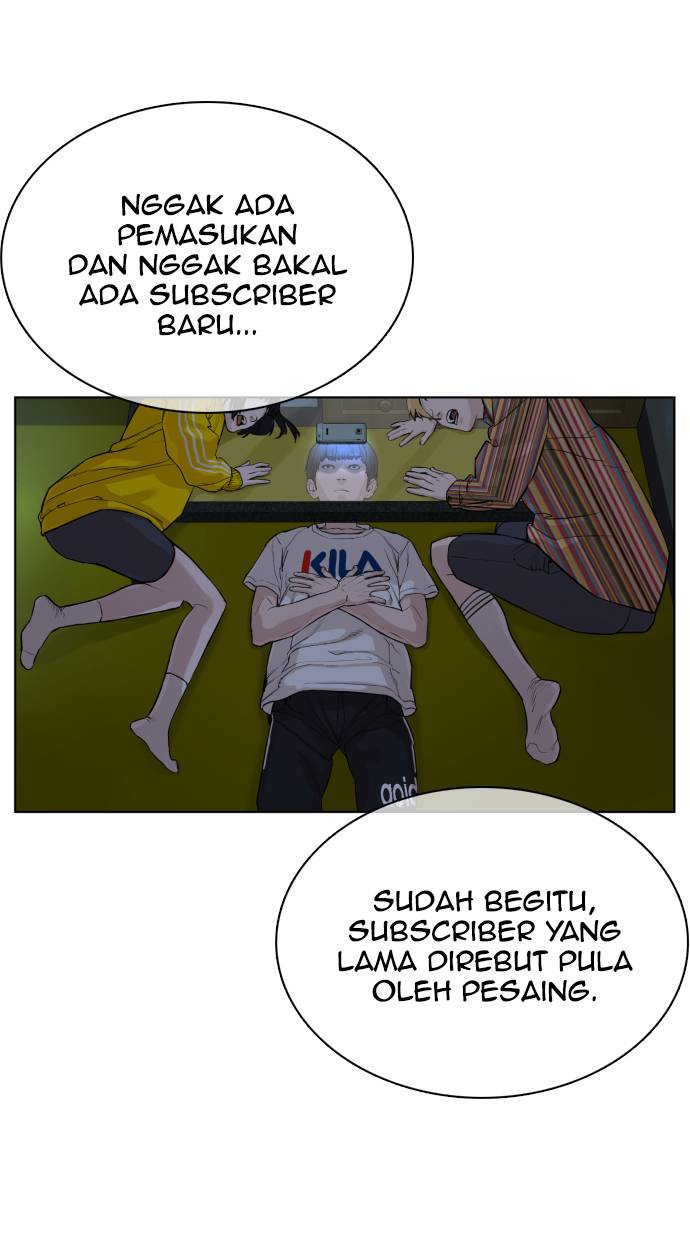 NGGAK ADA
PEMASUKAN
DAN NGGAK BAKAL
ADA SUBSCRIBER
BARU...
KILA
goid
SUDAH BEGITU,
SUBSCRIBER YANG
LAMA DIREBUT PULA
OLEH PESAING.